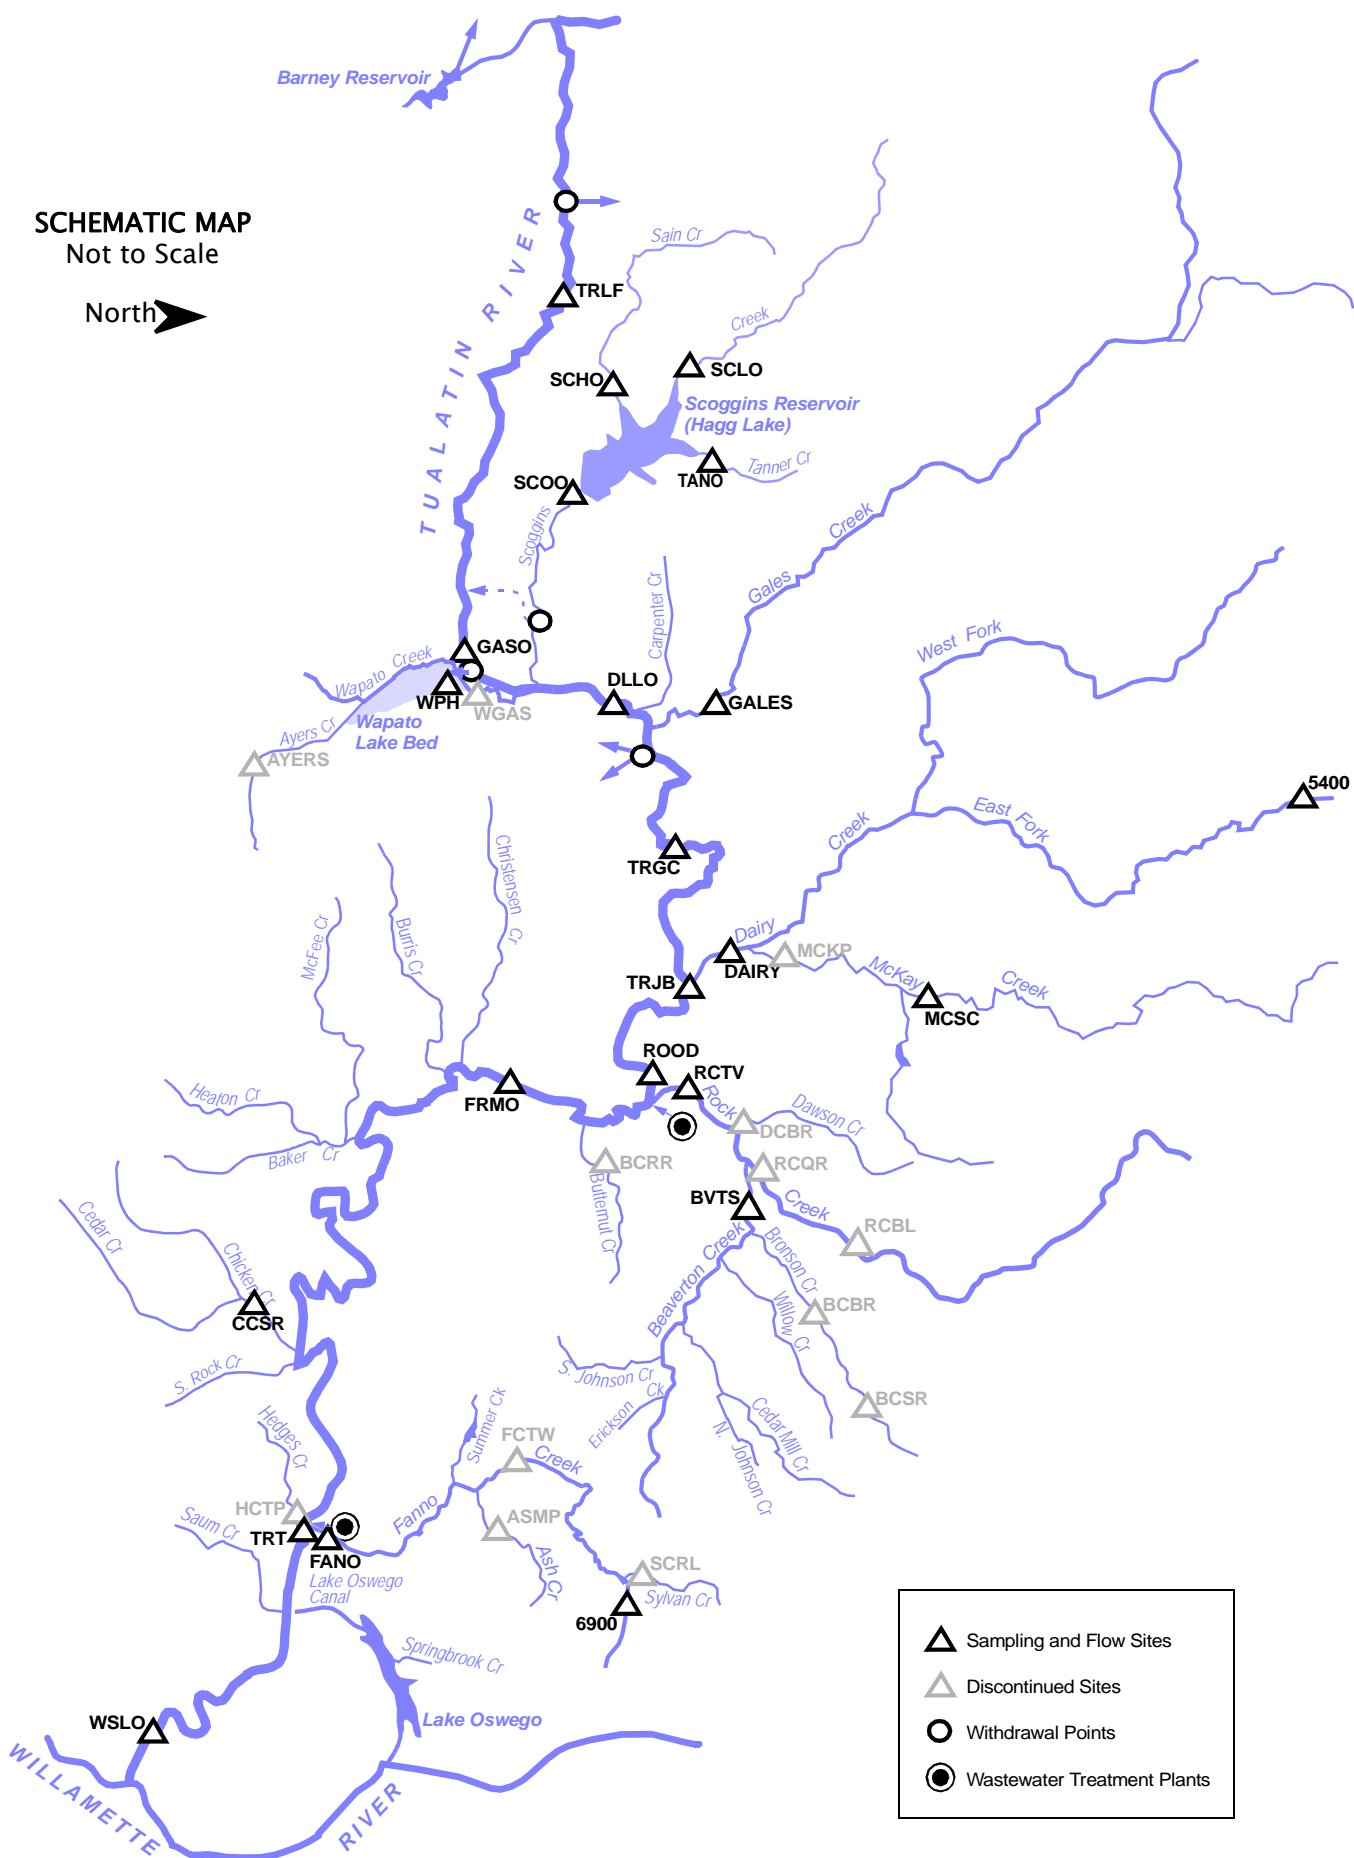 Barney Reservoir
SCHEMATIC MAP
Not to Scale
North
TUALATIN RIVER
Sain Cr
TRLF
Creek
SCHO
SCLO
Scoggins Reservoir
(Hagg Lake)
TANO
Tanner Cr
SCOO
Scoggins
Gales
Creek
Carpenter Cr
West Fork
GASO
Wapato Creek
WPH
WGAS
DLLO
GALES
Wapato
Lake Bed
Ayers Cr
AYERS
5400
East Fork
Creek
TRGC
Christensen Cr
Burris Cr
McFee Cr
Dairy
DAIRY
MCKP
McKay
Creek
MCSC
TRJB
ROOD
RCTV
FRMO
Rock
Heaton Cr
Baker Cr
DCBR
Dawson Cr
BCRR
RCQR
Butternut Cr
BVTS
Creek
RCBL
Cedar Cr
Chicken Cr
CCSR
Beaverton Creek
Bronson Cr
BCBR
Willow Cr
S. Rock Cr
S. Johnson Cr
Erickson Ck
BCSR
Cedar Mill Cr
N. Johnson Cr
Hedges Cr
Summer Ck
FCTW
Creek
Fanno
HCTP
Saum Cr
TRT
FANO
ASMP
Ash Cr
SCRL
Sylvan Cr
6900
Lake Oswego
Canal
Springbrook Cr
Lake Oswego
WSLO
WILLAMETTE
RIVER
Sampling and Flow Sites
Discontinued Sites
Withdrawal Points
Wastewater Treatment Plants